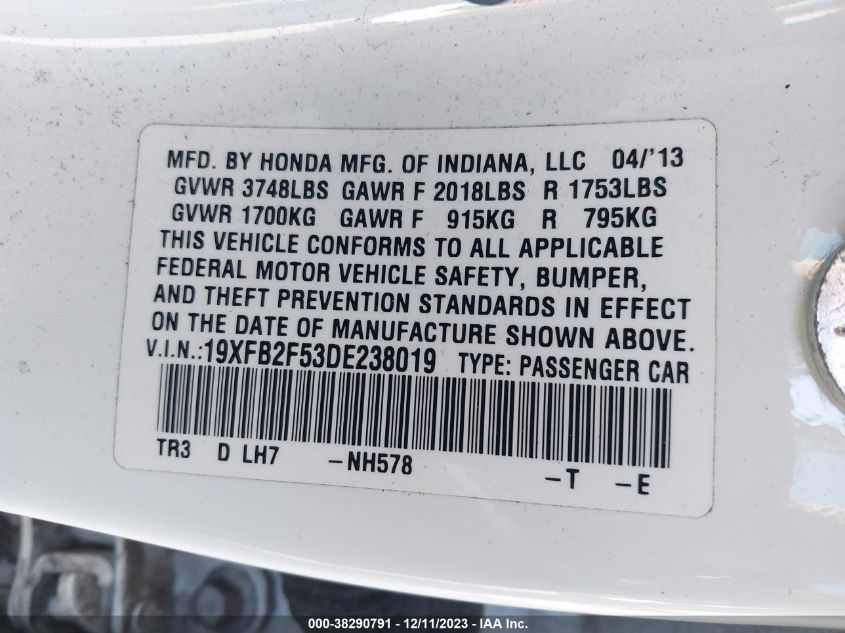 MFD. BY HONDA MFG. OF INDIANA, LLC 04/'13
GVWR 3748LBS GAWR F 2018LBS R 1753LBS
GVWR 1700KG GAWR F 915KG R 795KG
THIS VEHICLE CONFORMS TO ALL APPLICABLE
FEDERAL MOTOR VEHICLE SAFETY, BUMPER,
AND THEFT PREVENTION STANDARDS IN EFFECT
ON THE DATE OF MANUFACTURE SHOWN ABOVE.
V.I.N.:19XFB2F53DE238019 TYPE: PASSENGER CAR
TR3 D LH7 -NH578 -T -E
000-38290791 - 12/11/2023 - IAA Inc.